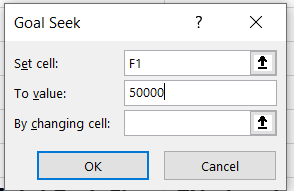 Goal Seek ? ×
Set cell: F1
To value: 50000
By changing cell:
OK Cancel